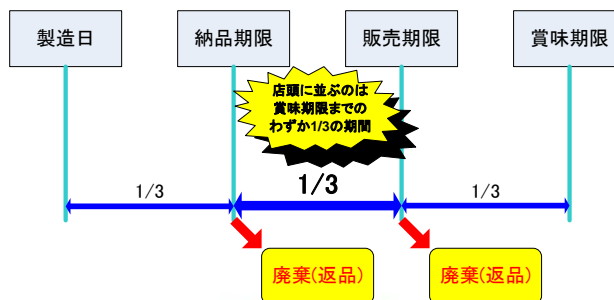 製造日
納品期限
販売期限
賞味期限
店頭に並ぶのは
賞味期限までの
わずか1/3の期間
1/3
1/3
1/3
廃棄(返品)
廃棄(返品)